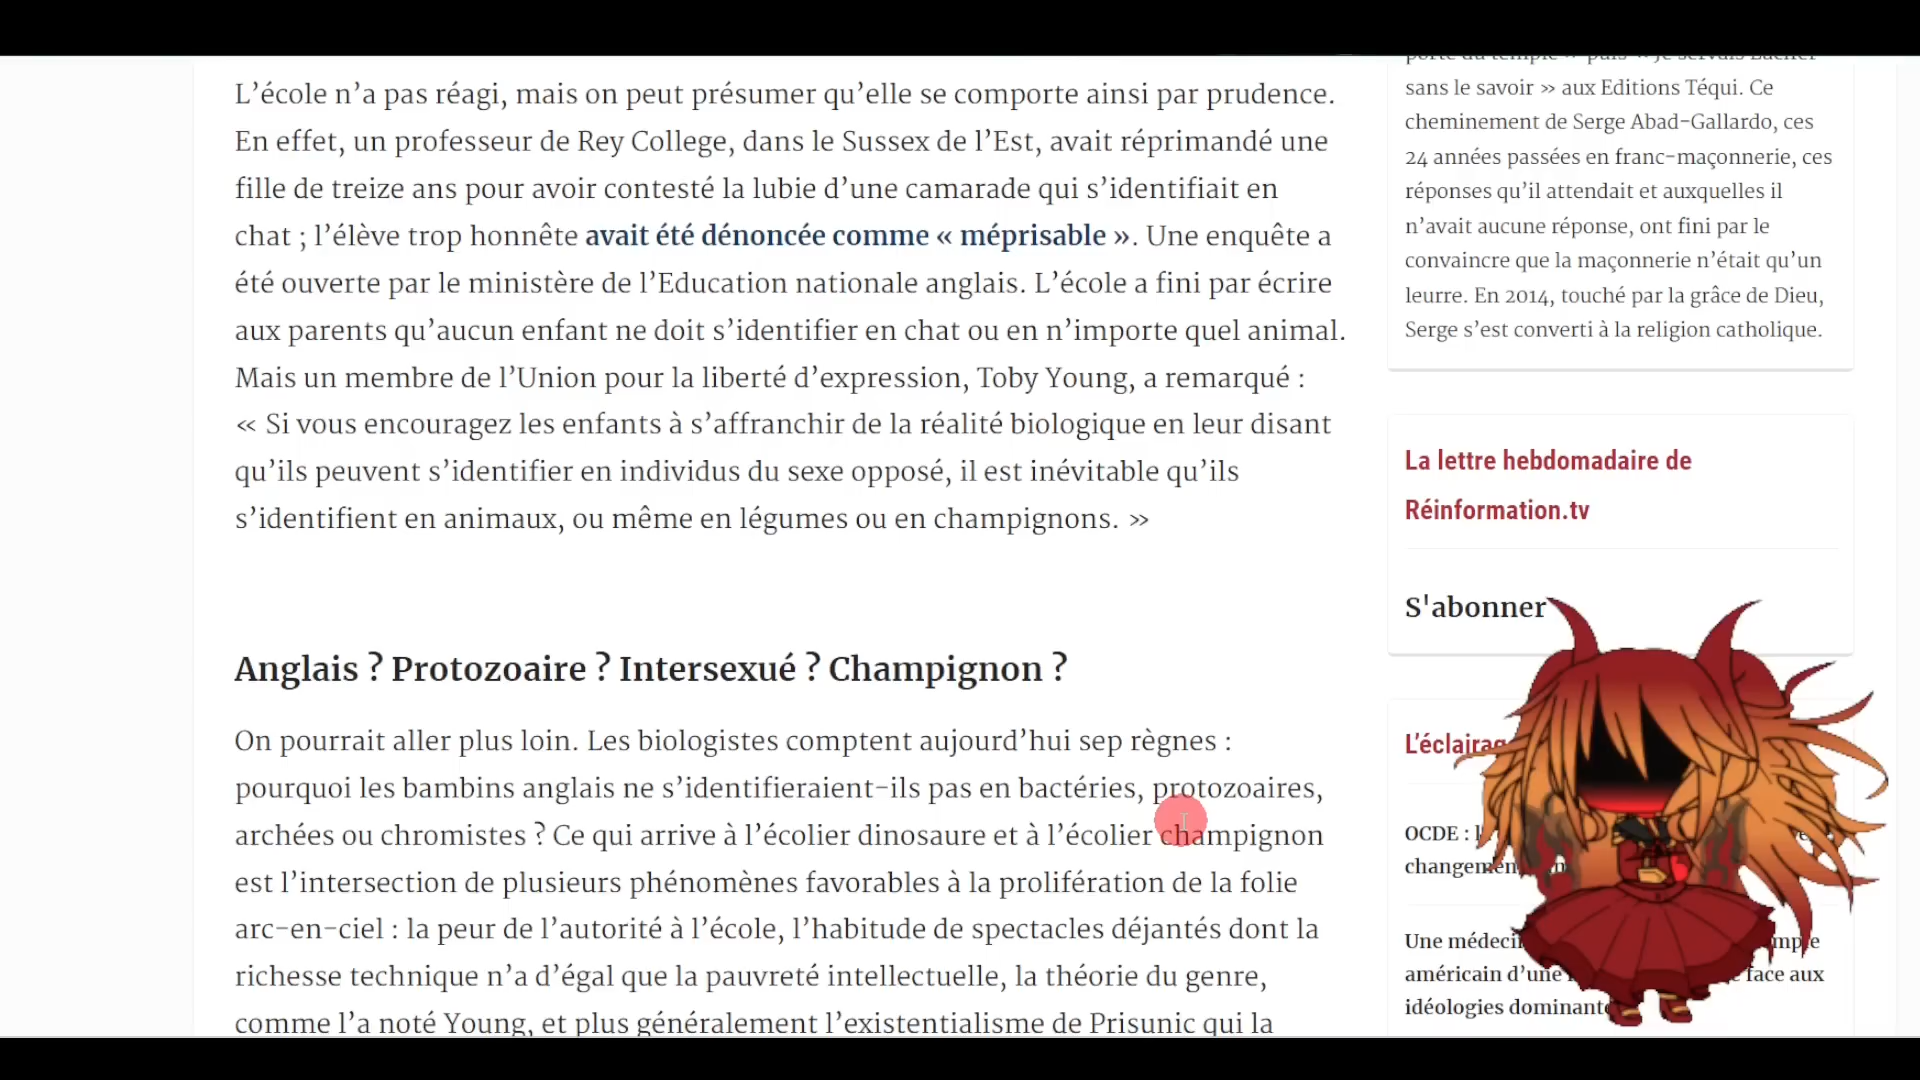 L’école n’a pas réagi, mais on peut présumer qu’elle se comporte ainsi par prudence.
En effet, un professeur de Rey College, dans le Sussex de l’Est, avait réprimandé une
fille de treize ans pour avoir contesté la lubie d’une camarade qui s’identifiait en
chat ; l’élève trop honnête avait été dénoncée comme « méprisable ». Une enquête a
été ouverte par le ministère de l’Education nationale anglais. L’école a fini par écrire
aux parents qu’aucun enfant ne doit s’identifier en chat ou en n’importe quel animal.
Mais un membre de l’Union pour la liberté d’expression, Toby Young, a remarqué :
« Si vous encouragez les enfants à s’affranchir de la réalité biologique en leur disant
qu’ils peuvent s’identifier en individus du sexe opposé, il est inévitable qu’ils
s’identifient en animaux, ou même en légumes ou en champignons. »
Anglais ? Protozoaire ? Intersexué ? Champignon ?
On pourrait aller plus loin. Les biologistes comptent aujourd’hui sep règnes :
pourquoi les bambins anglais ne s’identifieraient-ils pas en bactéries, protozoaires,
archées ou chromistes ? Ce qui arrive à l’écolier dinosaure et à l’écolier champignon
est l’intersection de plusieurs phénomènes favorables à la prolifération de la folie
arc-en-ciel : la peur de l’autorité à l’école, l’habitude de spectacles déjantés dont la
richesse technique n’a d’égal que la pauvreté intellectuelle, la théorie du genre,
comme l’a noté Young, et plus généralement l’existentialisme de Prisunic qui la
porte du temple » puis « Je servais Lucifer
sans le savoir » aux Editions Téqui. Ce
cheminement de Serge Abad-Gallardo, ces
24 années passées en franc-maçonnerie, ces
réponses qu’il attendait et auxquelles il
n’avait aucune réponse, ont fini par le
convaincre que la maçonnerie n’était qu’un
leurre. En 2014, touché par la grâce de Dieu,
Serge s’est converti à la religion catholique.
La lettre hebdomadaire de
Réinformation.tv
S'abonner
L’éclairag
OCDE :
changemen
Une médeci
américain d’une face aux
idéologies dominant